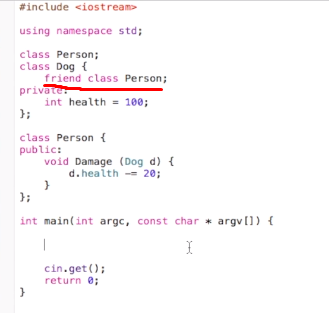 #include <iostream>
using namespace std;
class Person;
class Dog {
friend class Person;
private:
int health = 100;
};
class Person {
public:
void Damage (Dog d) {
d.health -= 20;
}
};
int main(int argc, const char * argv[]) {
cin.get();
return 0;
}